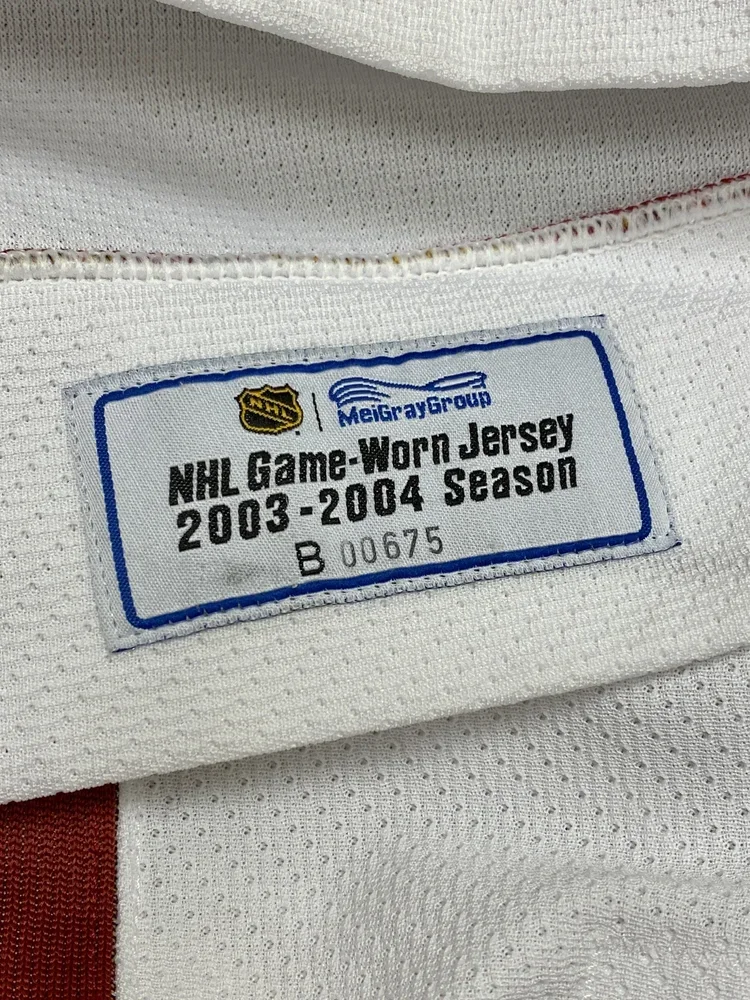 NHL | MeiGrayGroup
NHL Game-Worn Jersey
2003-2004 Season
B 00675